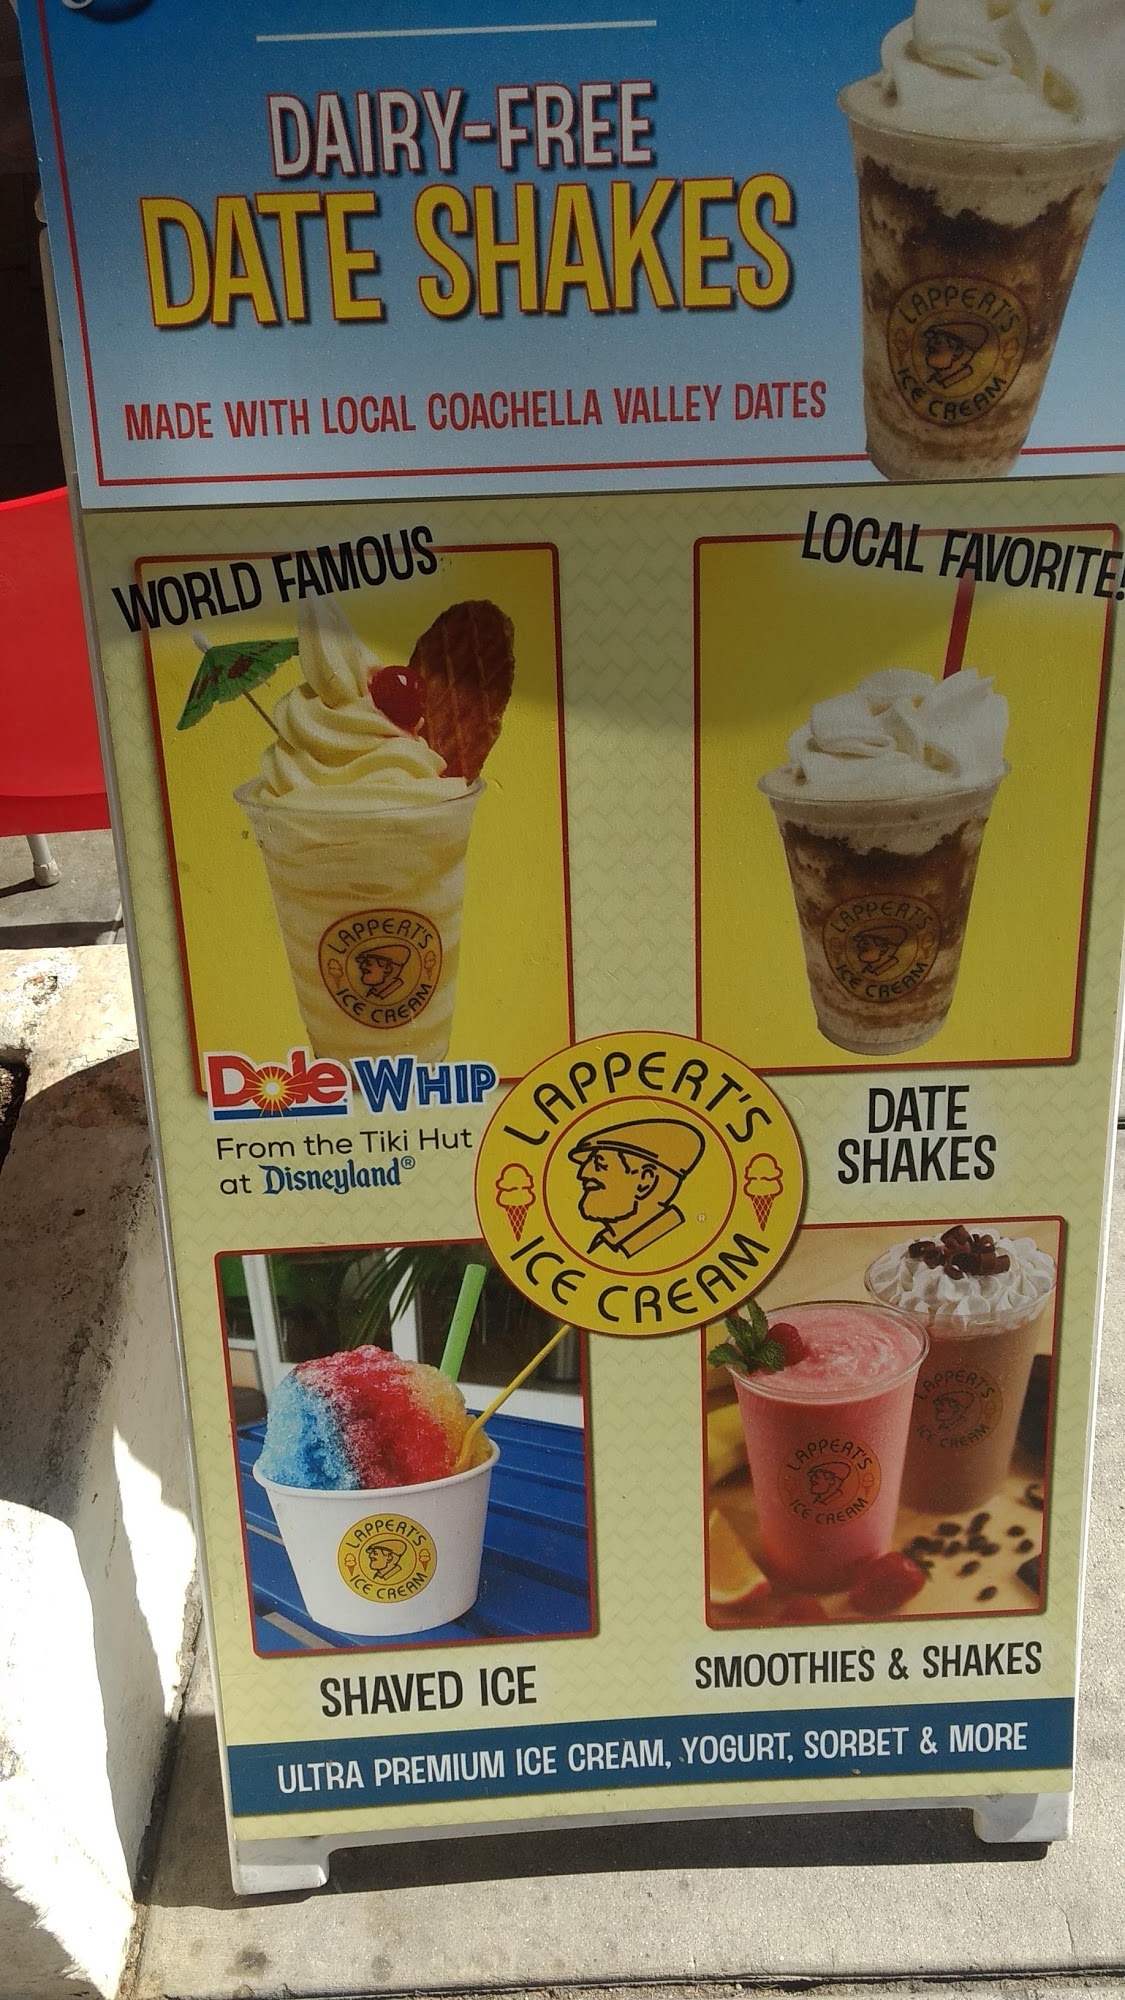 DAIRY-FREE
DATE SHAKES
MADE WITH LOCAL COACHELLA VALLEY DATES
LAPPERT'S
ICE CREAM
WORLD FAMOUS
LOCAL FAVORITE!
LAPPERT'S
ICE CREAM
LAPPERT'S
ICE CREAM
Dole WHIP
From the Tiki Hut
at Disneyland®
LAPPERT'S
ICE CREAM
®
DATE
SHAKES
LAPPERT'S
ICE CREAM
LAPPERT'S
ICE CREAM
LAPPERT'S
ICE CREAM
SHAVED ICE
SMOOTHIES & SHAKES
ULTRA PREMIUM ICE CREAM, YOGURT, SORBET & MORE